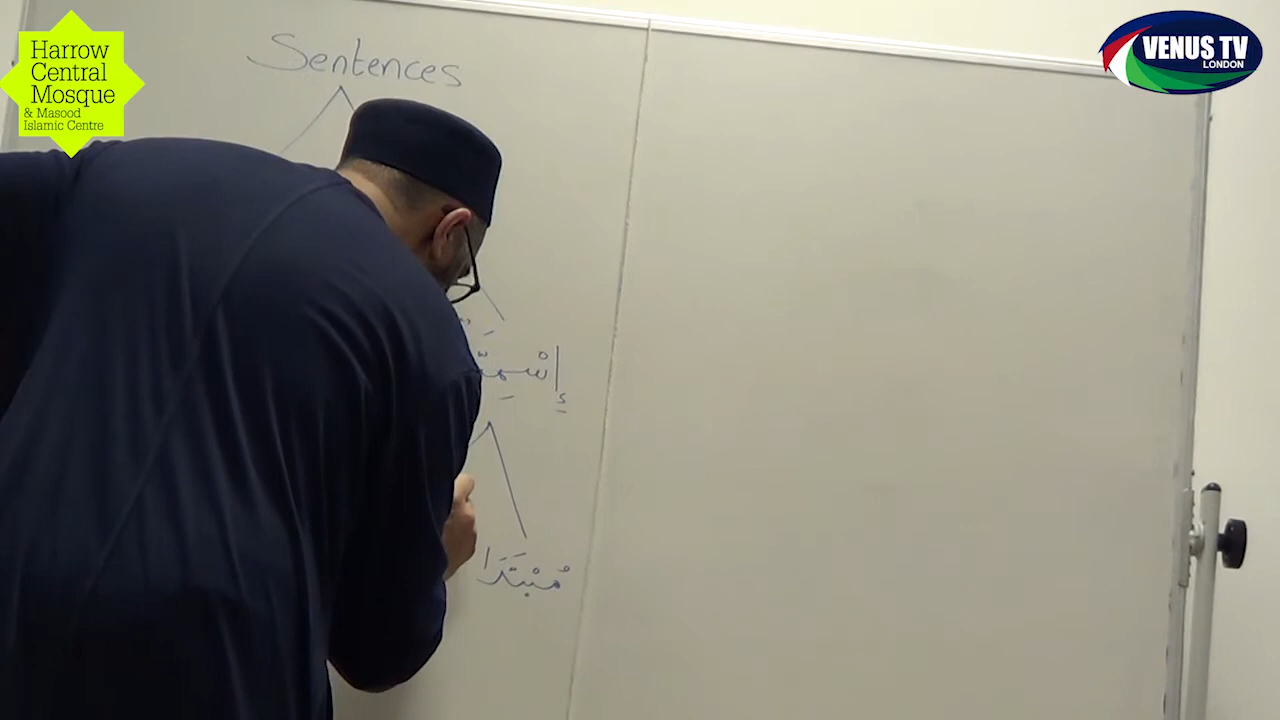 Harrow
Central
Mosque
& Masood
Islamic Centre
VENUS TV
LONDON
Sentences
مُبْتَدَا